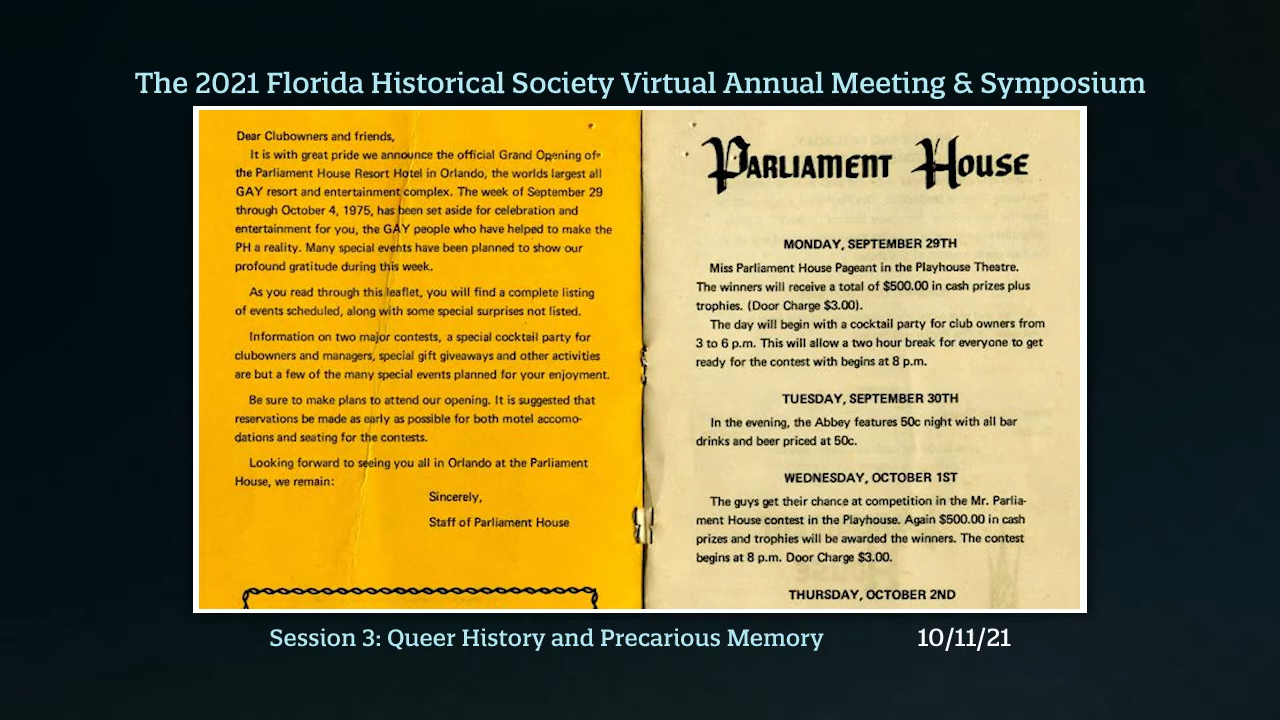 The 2021 Florida Historical Society Virtual Annual Meeting & Symposium
Dear Clubowners and friends,
It is with great pride we announce the official Grand Opening of
the Parliament House Resort Hotel in Orlando, the worlds largest all
GAY resort and entertainment complex. The week of September 29
through October 4, 1975, has been set aside for celebration and
entertainment for you, the GAY people who have helped to make the
PH a reality. Many special events have been planned to show our
profound gratitude during this week.
As you read through this leaflet, you will find a complete listing
of events scheduled, along with some special surprises not listed.
Information on two major contests, a special cocktail party for
clubowners and managers, special gift giveaways and other activities
are but a few of the many special events planned for your enjoyment.
Be sure to make plans to attend our opening. It is suggested that
reservations be made as early as possible for both motel accomo-
dations and seating for the contests.
Looking forward to seeing you all in Orlando at the Parliament
House, we remain:
Sincerely,
Staff of Parliament House
PARLIAMENT HOUSE
MONDAY, SEPTEMBER 29TH
Miss Parliament House Pageant in the Playhouse Theatre.
The winners will receive a total of $500.00 in cash prizes plus
trophies. (Door Charge $3.00).
The day will begin with a cocktail party for club owners from
3 to 6 p.m. This will allow a two hour break for everyone to get
ready for the contest with begins at 8 p.m.
TUESDAY, SEPTEMBER 30TH
In the evening, the Abbey features 50c night with all bar
drinks and beer priced at 50c.
WEDNESDAY, OCTOBER 1ST
The guys get their chance at competition in the Mr. Parlia-
ment House contest in the Playhouse. Again $500.00 in cash
prizes and trophies will be awarded the winners. The contest
begins at 8 p.m. Door Charge $3.00.
THURSDAY, OCTOBER 2ND
Session 3: Queer History and Precarious Memory 10/11/21